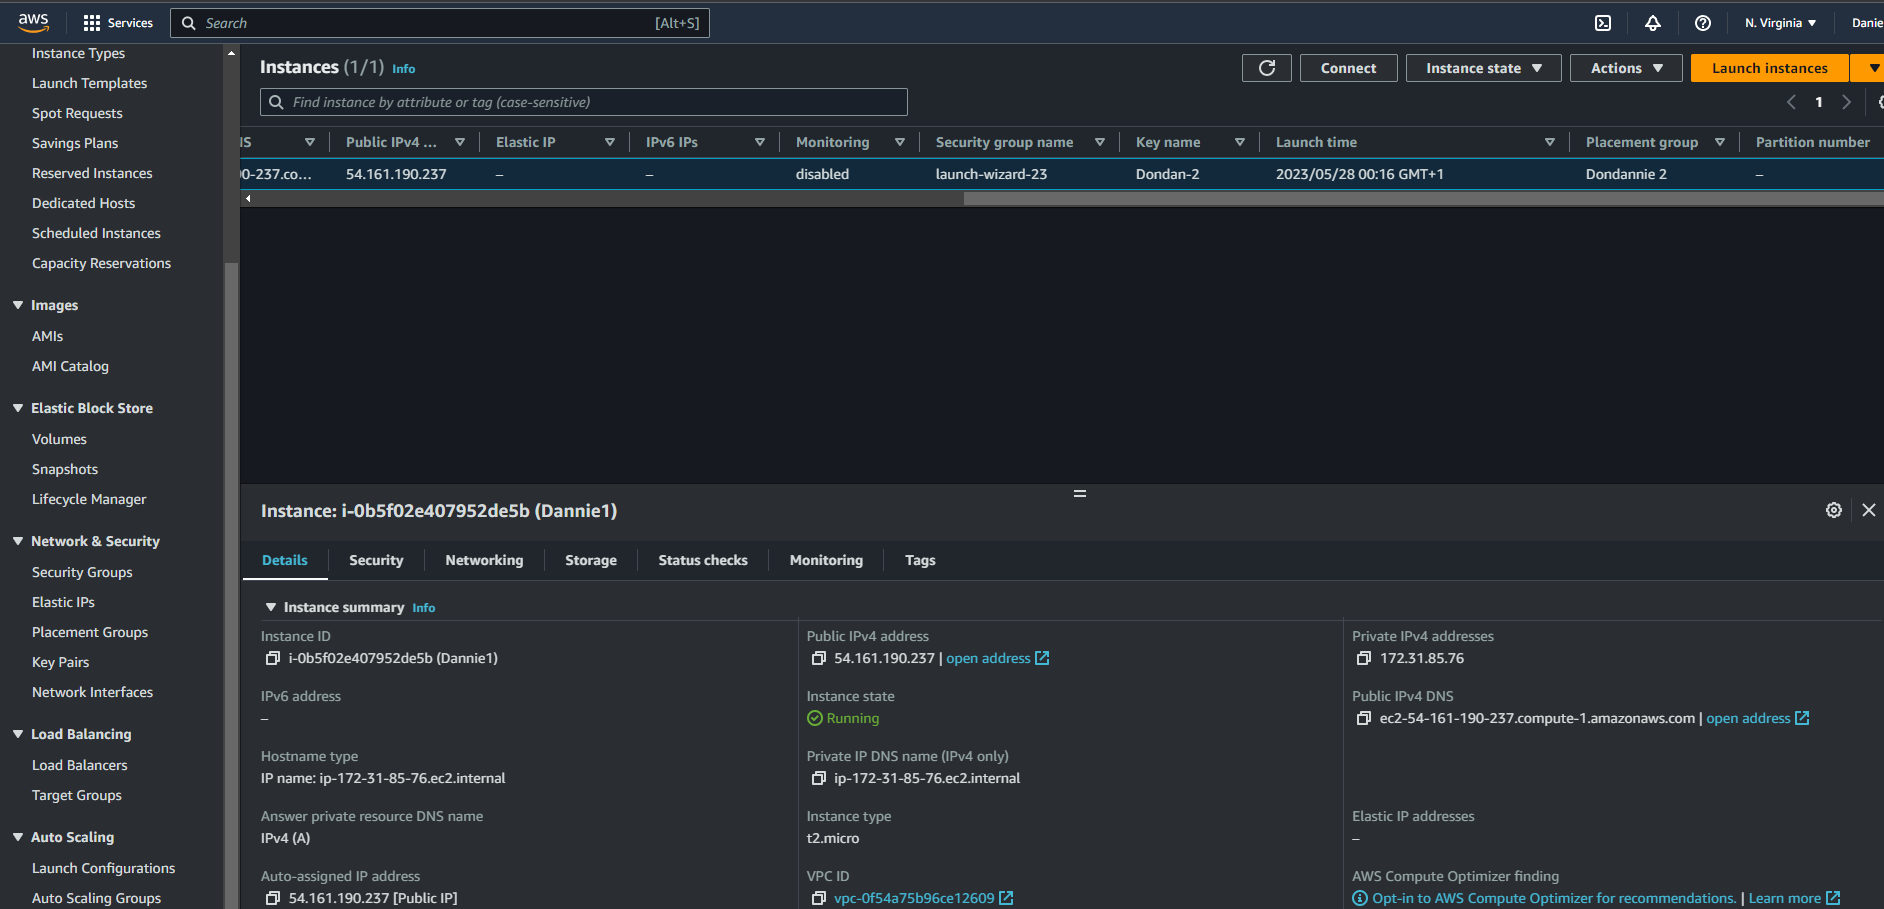 aws Services Search [Alt+S] N. Virginia Danie
Instance Types
Launch Templates
Spot Requests
Savings Plans
Reserved Instances
Dedicated Hosts
Scheduled Instances
Capacity Reservations
Images
AMIs
AMI Catalog
Elastic Block Store
Volumes
Snapshots
Lifecycle Manager
Network & Security
Security Groups
Elastic IPs
Placement Groups
Key Pairs
Network Interfaces
Load Balancing
Load Balancers
Target Groups
Auto Scaling
Launch Configurations
Auto Scaling Groups
Instances (1/1) Info Connect Instance state Actions Launch instances
Find instance by attribute or tag (case-sensitive) 1
IS Public IPv4 ... Elastic IP IPv6 IPs Monitoring Security group name Key name Launch time Placement group Partition number
00-237.co... 54.161.190.237 – – disabled launch-wizard-23 Dondan-2 2023/05/28 00:16 GMT+1 Dondannie 2 –
Instance: i-0b5f02e407952de5b (Dannie1)
Details Security Networking Storage Status checks Monitoring Tags
Instance summary Info
Instance ID
i-0b5f02e407952de5b (Dannie1)
Public IPv4 address
54.161.190.237 | open address
Private IPv4 addresses
172.31.85.76
IPv6 address
–
Instance state
Running
Public IPv4 DNS
ec2-54-161-190-237.compute-1.amazonaws.com | open address
Hostname type
IP name: ip-172-31-85-76.ec2.internal
Private IP DNS name (IPv4 only)
ip-172-31-85-76.ec2.internal
Answer private resource DNS name
IPv4 (A)
Instance type
t2.micro
Elastic IP addresses
–
Auto-assigned IP address
54.161.190.237 [Public IP]
VPC ID
vpc-0f54a75b96ce12609
AWS Compute Optimizer finding
Opt-in to AWS Compute Optimizer for recommendations. | Learn more